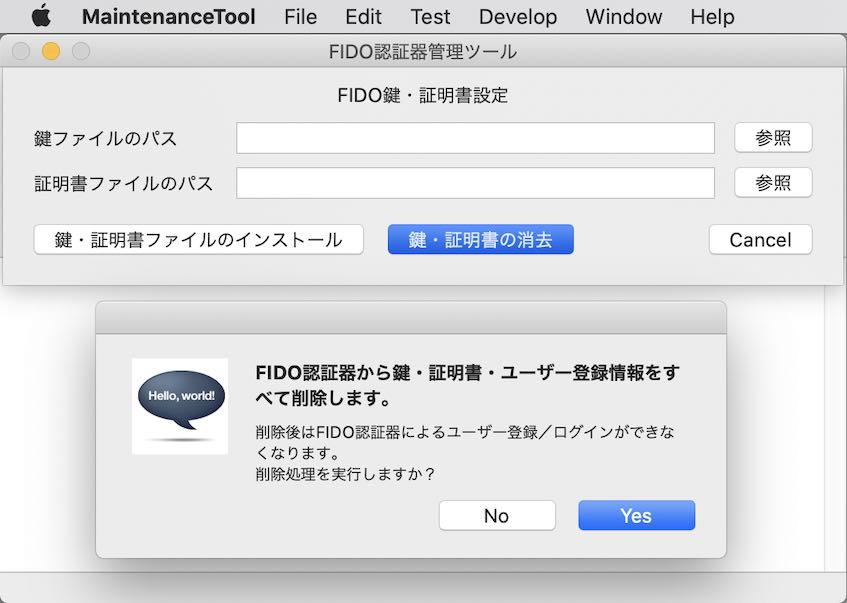 MaintenanceTool File Edit Test Develop Window Help
FIDO認証器管理ツール
FIDO鍵・証明書設定
鍵ファイルのパス 参照
証明書ファイルのパス 参照
鍵・証明書ファイルのインストール 鍵・証明書の消去 Cancel
Hello, world!
FIDO認証器から鍵・証明書・ユーザー登録情報をす
べて削除します。
削除後はFIDO認証器によるユーザー登録／ログインができな
くなります。
削除処理を実行しますか？
No Yes